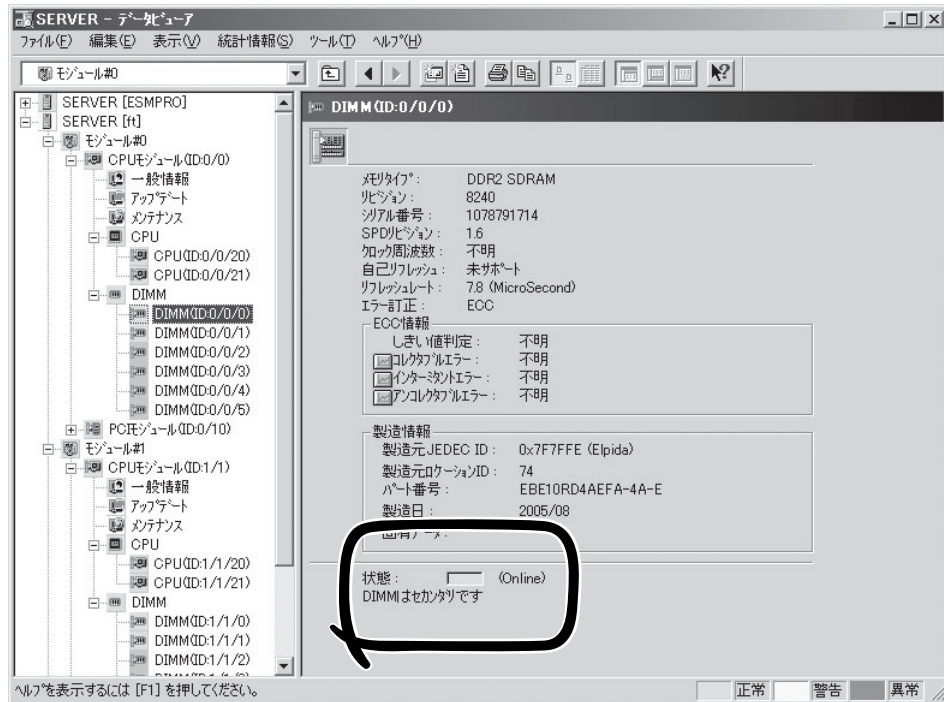 SERVER - データビューア
ファイル(F) 編集(E) 表示(V) 統計情報(S) ツール(T) ヘルプ(H)
モジュール#0
SERVER [ESMPRO]
SERVER [ft]
モジュール#0
CPUモジュール(ID:0/0)
一般情報
アップデート
メンテナンス
CPU
CPU(ID:0/0/20)
CPU(ID:0/0/21)
DIMM
DIMM(ID:0/0/0)
DIMM(ID:0/0/1)
DIMM(ID:0/0/2)
DIMM(ID:0/0/3)
DIMM(ID:0/0/4)
DIMM(ID:0/0/5)
PCIモジュール(ID:0/10)
モジュール#1
CPUモジュール(ID:1/1)
一般情報
アップデート
メンテナンス
CPU
CPU(ID:1/1/20)
CPU(ID:1/1/21)
DIMM
DIMM(ID:1/1/0)
DIMM(ID:1/1/1)
DIMM(ID:1/1/2)
DIMM(ID:0/0/0)
メモリタイプ: DDR2 SDRAM
リビジョン: 8240
シリアル番号: 1078791714
SPDリビジョン: 1.6
クロック周波数: 不明
自己リフレッシュ: 未サポート
リフレッシュレート: 7.8 (MicroSecond)
エラー訂正: ECC
ECC情報
しきい値判定: 不明
コレクタブルエラー: 不明
インターミタントエラー: 不明
アンコレクタブルエラー: 不明
製造情報
製造元JEDEC ID: 0x7F7FFE (Elpida)
製造元ロケーションID: 74
パート番号: EBE10RD4AEFA-4A-E
製造日: 2005/08
固有データ:
状態: (Online)
DIMMはセカンダリです
ヘルプを表示するには [F1] を押してください。
正常 警告 異常